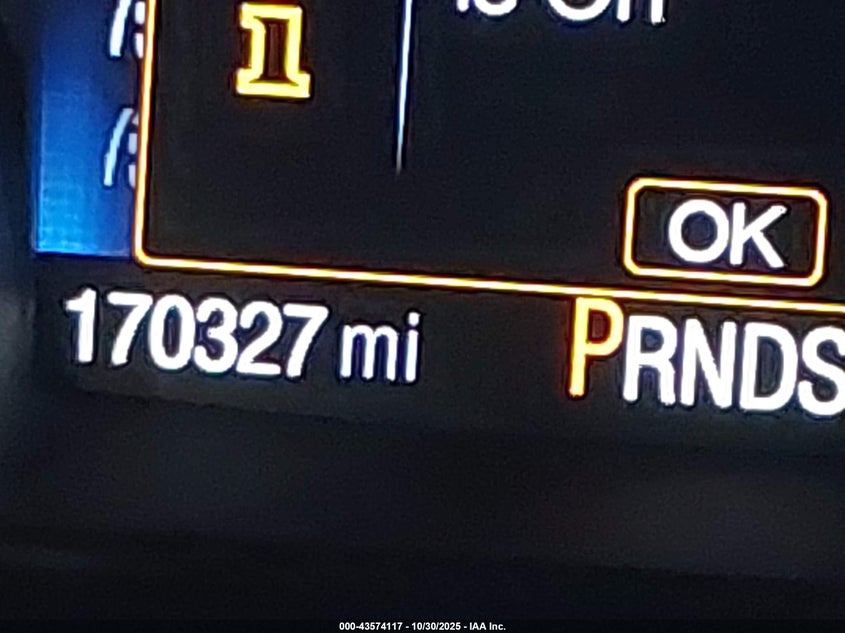 OK
170327 mi PRNDS
000-43574117 - 10/30/2025 - IAA Inc.